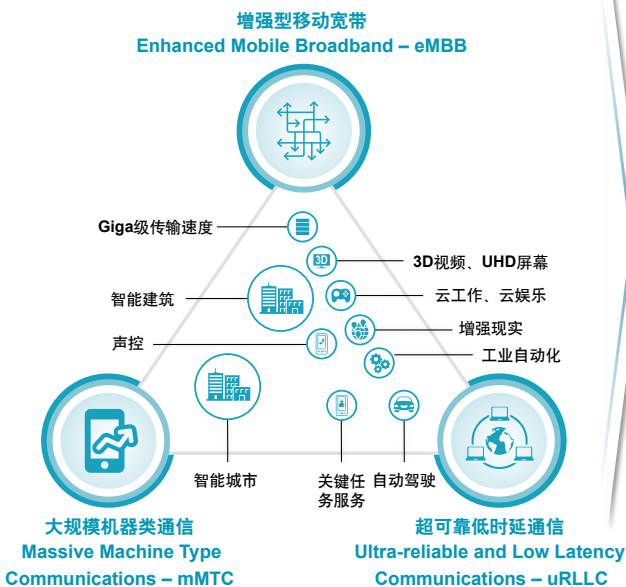 增强型移动宽带
Enhanced Mobile Broadband – eMBB
Giga级传输速度
3D
3D视频、UHD屏幕
智能建筑
云工作、云娱乐
增强现实
声控
工业自动化
智能城市
关键任
务服务
自动驾驶
大规模机器类通信
Massive Machine Type
Communications – mMTC
超可靠低时延通信
Ultra-reliable and Low Latency
Communications – uRLLC